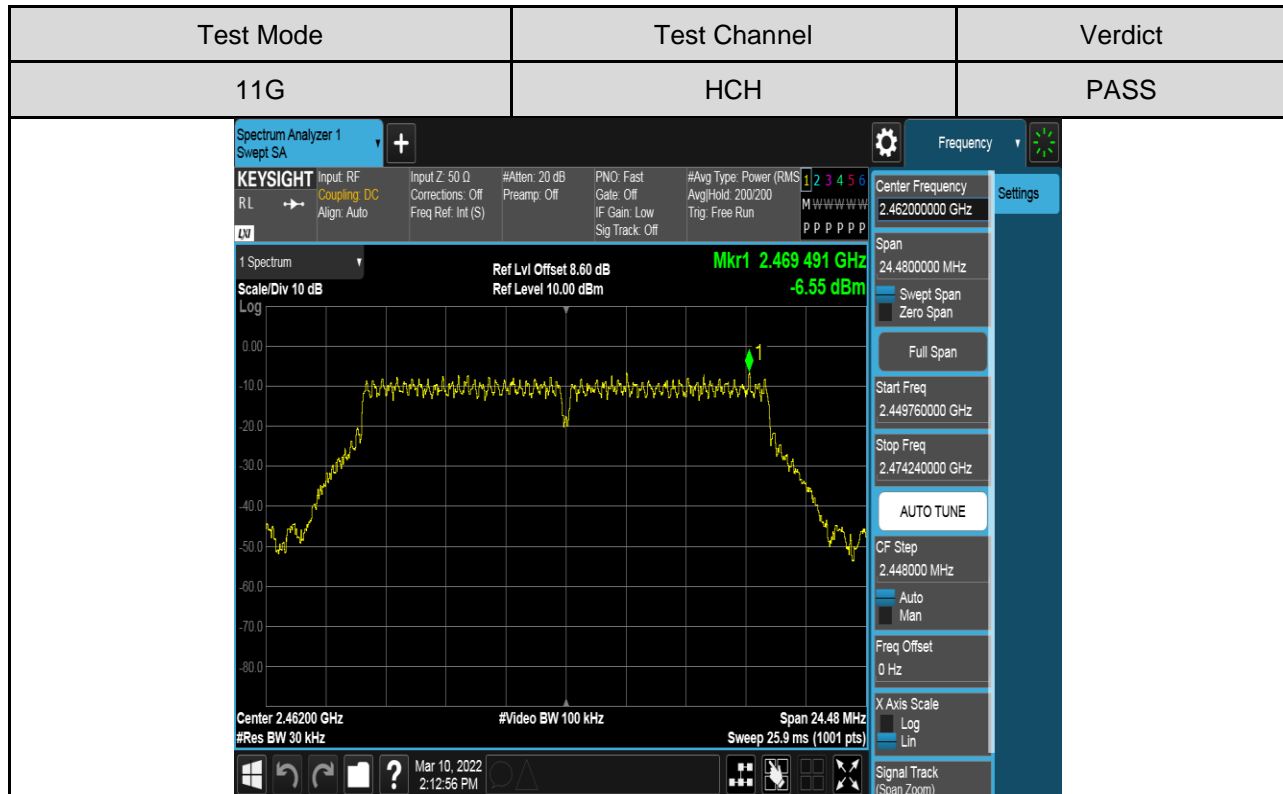 Test Mode Test Channel Verdict
11G HCH PASS
Spectrum Analyzer 1
Swept SA
+
Frequency
KEYSIGHT
RL
LXI
Input: RF
Coupling: DC
Align: Auto
Input Z: 50 Ω
Corrections: Off
Freq Ref: Int (S)
#Atten: 20 dB
Preamp: Off
PNO: Fast
Gate: Off
IF Gain: Low
Sig Track: Off
#Avg Type: Power (RMS
Avg|Hold: 200/200
Trig: Free Run
1 2 3 4 5 6
M W W W W W
P P P P P P
1 Spectrum
Scale/Div 10 dB
Log
Ref Lvl Offset 8.60 dB
Ref Level 10.00 dBm
Mkr1 2.469 491 GHz
-6.55 dBm
1
0.00
-10.0
-20.0
-30.0
-40.0
-50.0
-60.0
-70.0
-80.0
Center 2.46200 GHz
#Res BW 30 kHz
#Video BW 100 kHz
Span 24.48 MHz
Sweep 25.9 ms (1001 pts)
?
Mar 10, 2022
2:12:56 PM
Center Frequency
2.462000000 GHz
Settings
Span
24.4800000 MHz
Swept Span
Zero Span
Full Span
Start Freq
2.449760000 GHz
Stop Freq
2.474240000 GHz
AUTO TUNE
CF Step
2.448000 MHz
Auto
Man
Freq Offset
0 Hz
X Axis Scale
Log
Lin
Signal Track
(Span Zoom)